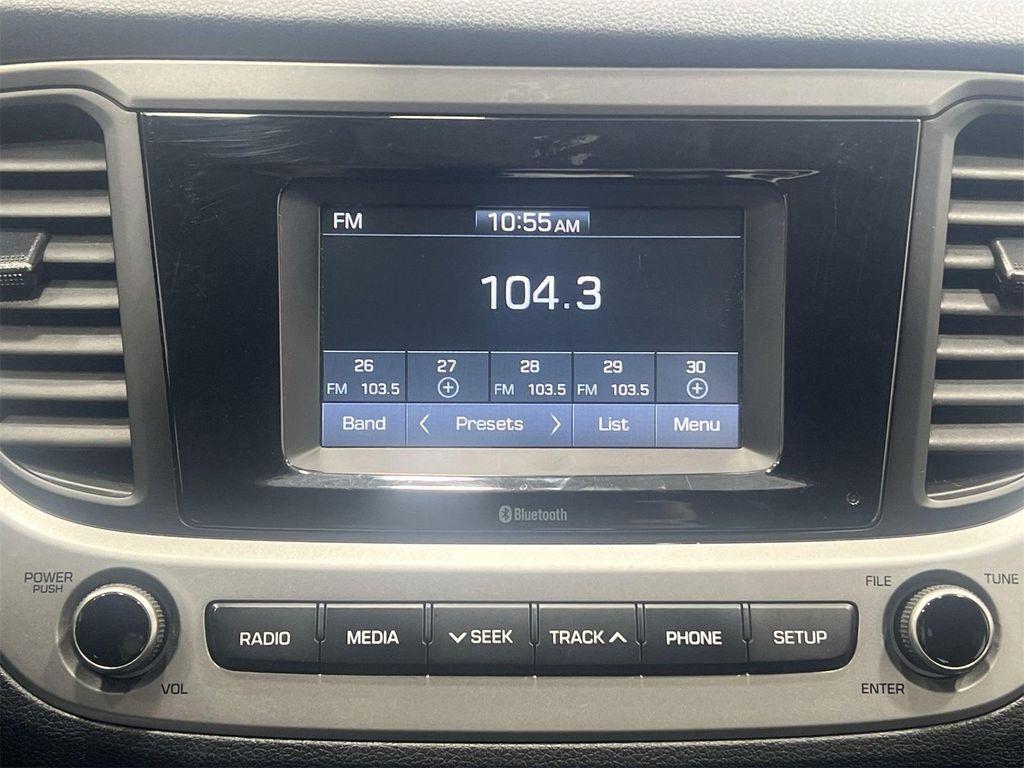 FM 10:55 AM
104.3
26 27 28 29 30
FM 103.5 FM 103.5 FM 103.5
Band < Presets > List Menu
Bluetooth
POWER
PUSH
VOL
RADIO MEDIA SEEK TRACK PHONE SETUP
FILE TUNE
ENTER